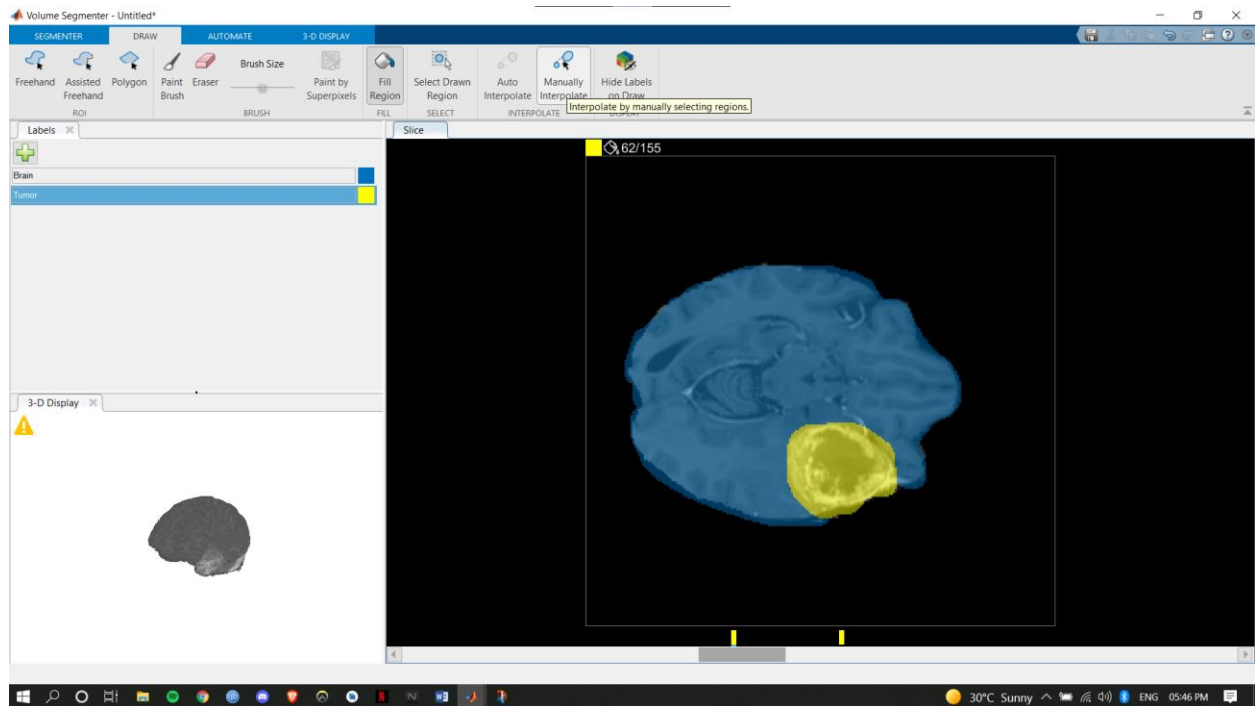 Volume Segmenter - Untitled*
SEGMENTER DRAW AUTOMATE 3-D DISPLAY
Freehand Assisted Freehand Polygon Paint Brush Eraser Brush Size Paint by Superpixels Fill Region Select Drawn Region Auto Interpolate Manually Interpolate Hide Labels on Draw
Interpolate by manually selecting regions.
ROI BRUSH FILL SELECT INTERPOLATE DISPLAY
Labels
Slice
62/155
Brain
Tumor
3-D Display
30°C Sunny ENG 05:46 PM